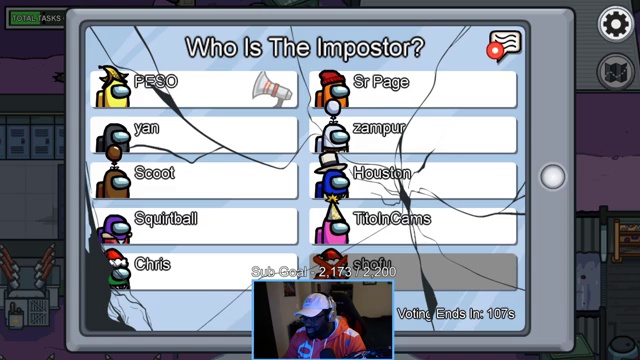 TOTAL TASKS
Who Is The Impostor?
PESO
Sr Page
yan
zampur
Scoot
Houston
Squirtball
TitoInCams
Chris
shofu
Sub-Goal - 2,173 / 2,200
Voting Ends In: 107s